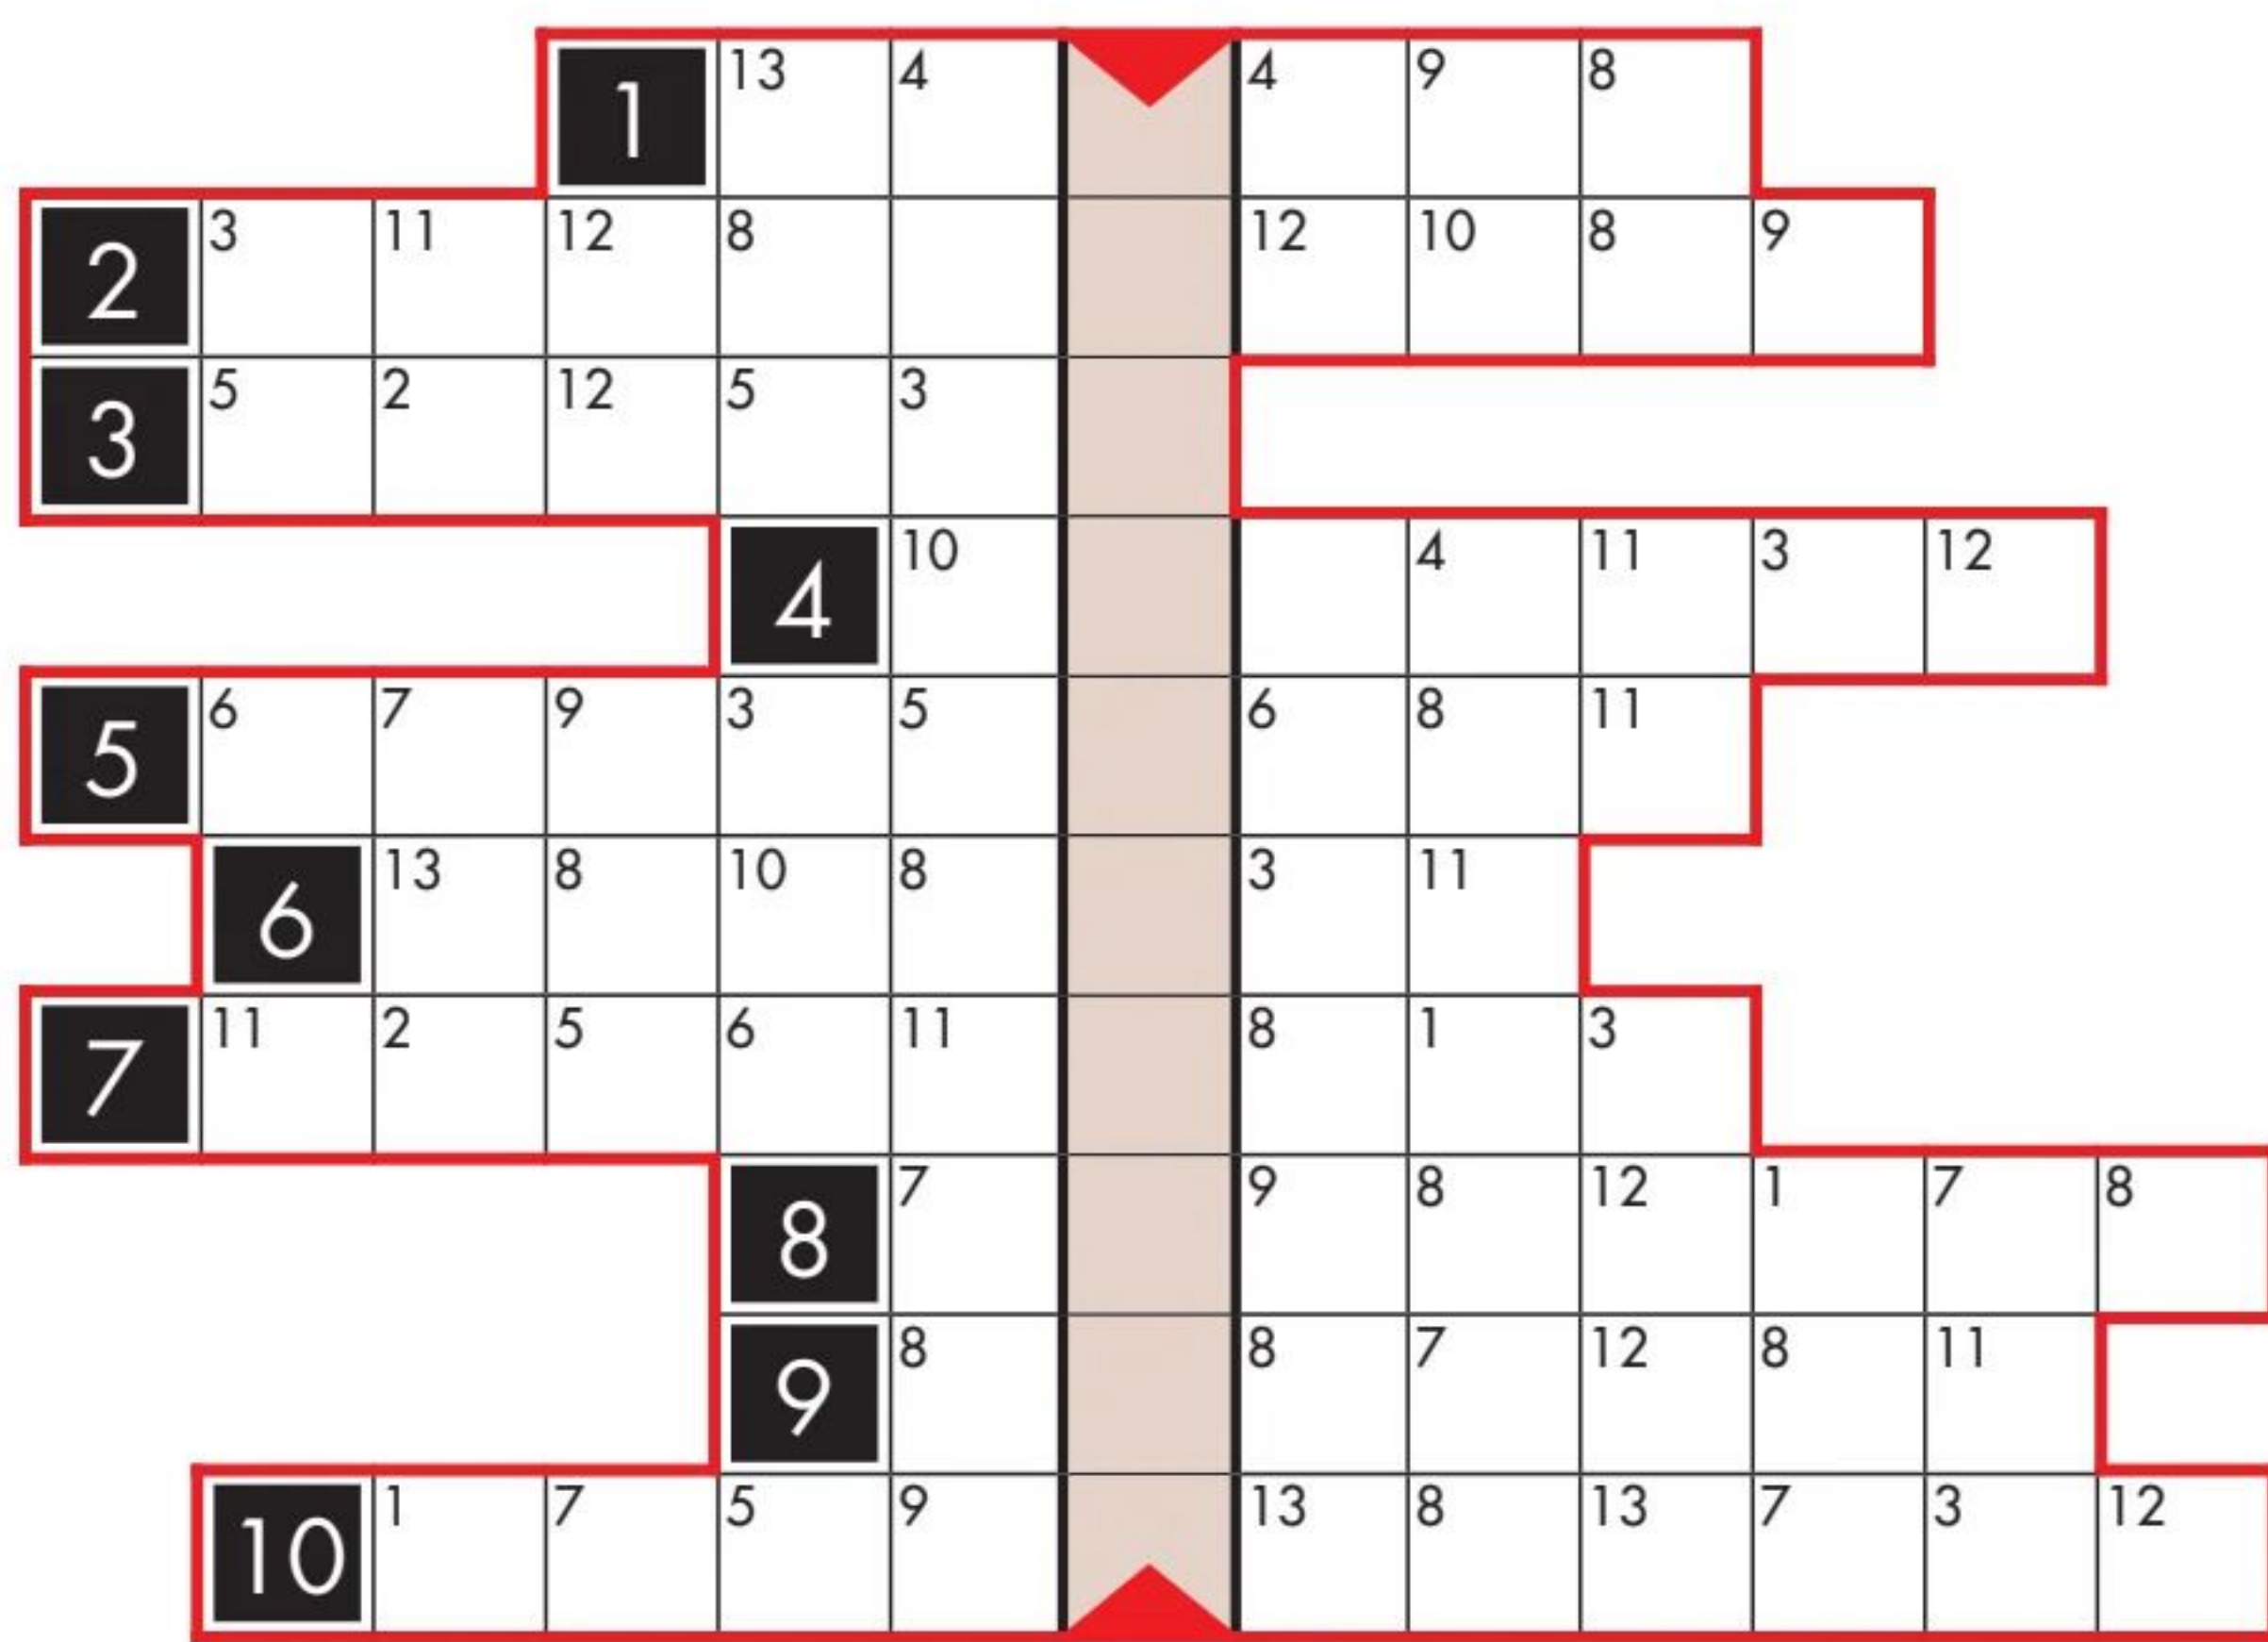 1 13 4 4 9 8
2 3 11 12 8 12 10 8 9
3 5 2 12 5 3
4 10 4 11 3 12
5 6 7 9 3 5 6 8 11
6 13 8 10 8 3 11
7 11 2 5 6 11 8 1 3
8 7 9 8 12 1 7 8
9 8 8 7 12 8 11
10 1 7 5 9 13 8 13 7 3 12